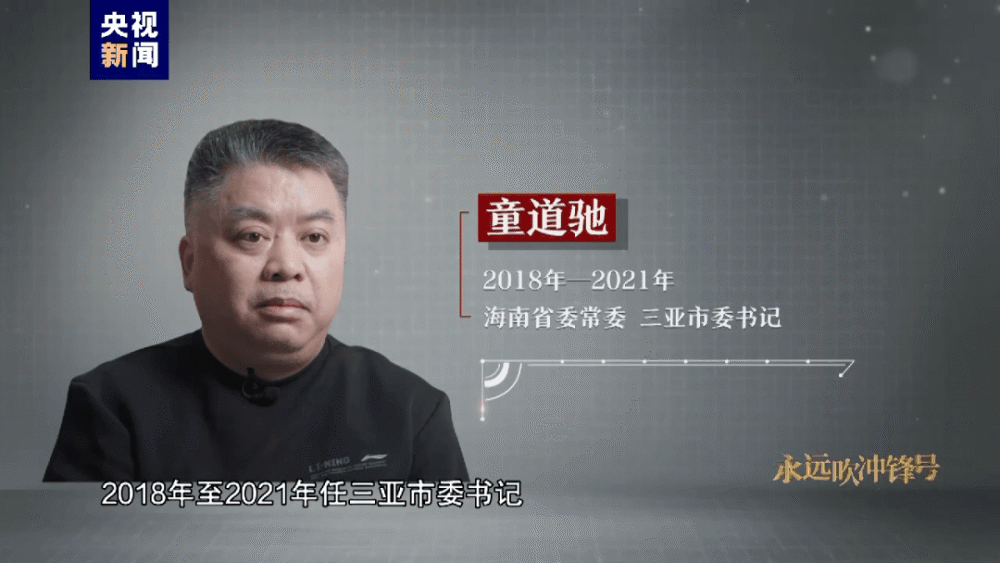 央视
新闻
童道驰
2018年—2021年
海南省委常委 三亚市委书记
LI-NING
永远吹冲锋号
2018年至2021年任三亚市委书记